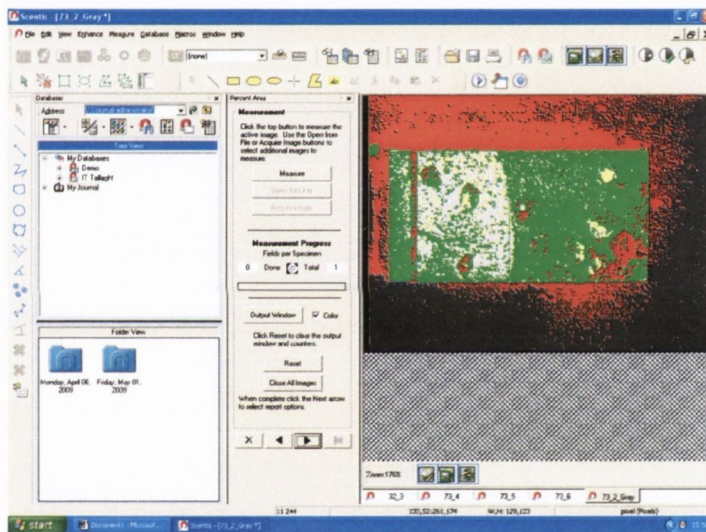 Scentis - [73_2_Gray *]
File Edit View Enhance Measure Database Macros Window Help
(none)
Databases
Address
Tree View
My Databases
Demo
IT Tallaght
My Journal
Folder View
Monday, April 06, 2009
Friday, May 01, 2009
Percent Area
Measurement
Click the top button to measure the
active image. Use the Open from
File or Acquire Image buttons to
select additional images to
measure.
Measure
Open from File
Acquire Image
Measurement Progress
Fields per Specimen
0 Done Total 1
Output Window Color
Click Reset to clear the output
window and counters.
Reset
Close All Images
When complete click the Next arrow
to select report options.
Zoom 176%
32_3 73_4 73_5 73_6 73_2_Gray
pixel (Pixels)
start
Scentis - [73_2_Gray *]